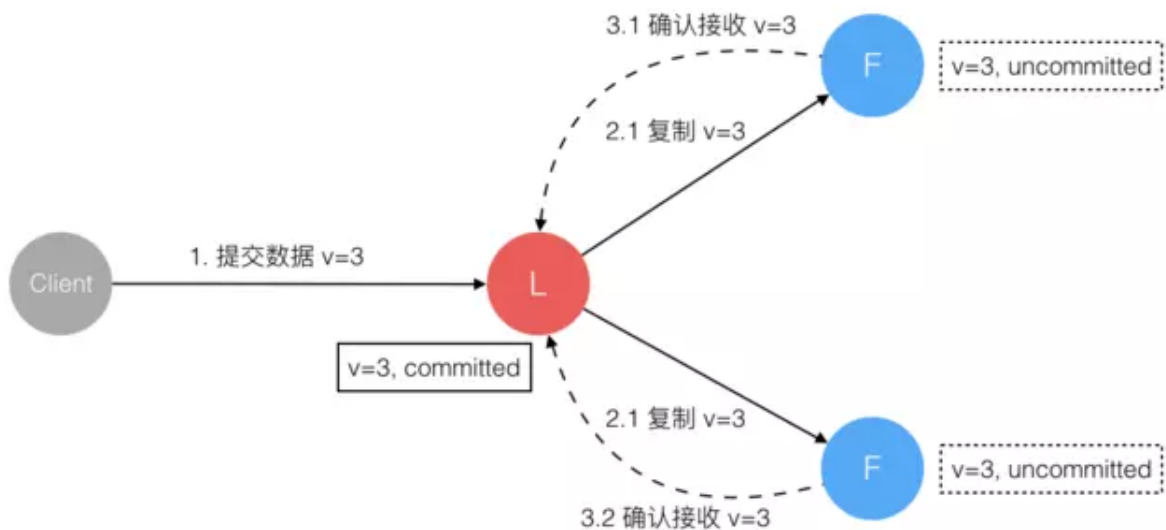 3.1 确认接收 v=3
F
v=3, uncommitted
2.1 复制 v=3
1. 提交数据 v=3
Client
L
v=3, committed
2.1 复制 v=3
F
v=3, uncommitted
3.2 确认接收 v=3